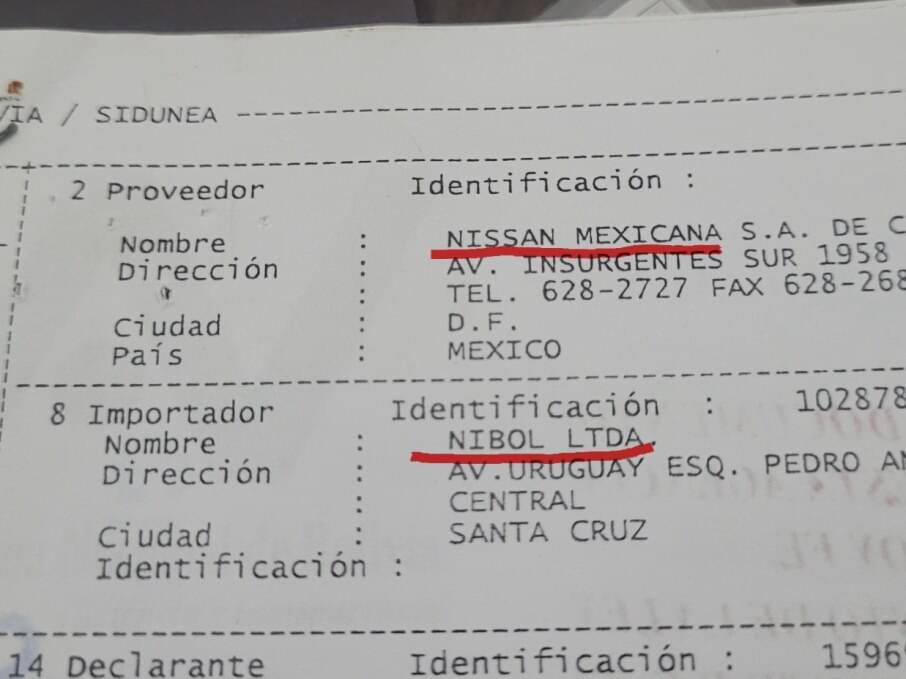 / SIDUNEA
2 Proveedor Identificación :
Nombre : NISSAN MEXICANA S.A. DE C
Dirección : AV. INSURGENTES SUR 1958
: TEL. 628-2727 FAX 628-268
Ciudad : D.F.
País : MEXICO
8 Importador Identificación : 102878
Nombre : NIBOL LTDA.
Dirección : AV.URUGUAY ESQ. PEDRO AN
: CENTRAL
Ciudad : SANTA CRUZ
Identificación :
14 Declarante Identificación : 1596